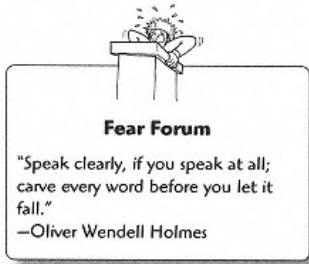 Fear Forum
"Speak clearly, if you speak at all;
carve every word before you let it
fall."
—Oliver Wendell Holmes